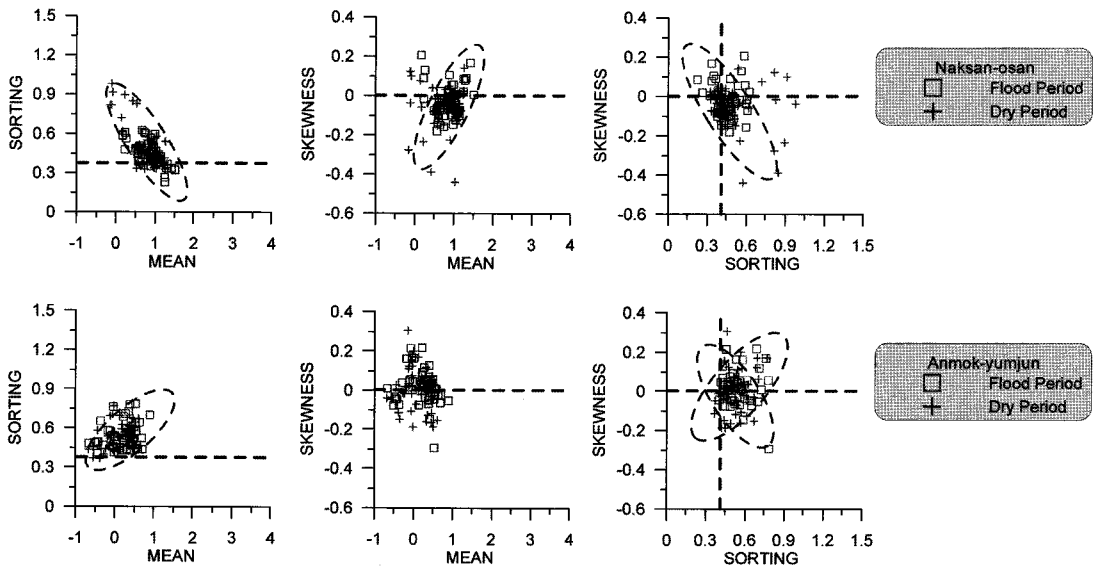 1.5
1.2
0.9
0.6
0.3
0
SORTING
-1 0 1 2 3 4
MEAN
0.4
0.2
0
-0.2
-0.4
-0.6
SKEWNESS
-1 0 1 2 3 4
MEAN
0.4
0.2
0
-0.2
-0.4
-0.6
SKEWNESS
0 0.3 0.6 0.9 1.2 1.5
SORTING
Naksan-osan
Flood Period
Dry Period
1.5
1.2
0.9
0.6
0.3
0
SORTING
-1 0 1 2 3 4
MEAN
0.4
0.2
0
-0.2
-0.4
-0.6
SKEWNESS
-1 0 1 2 3 4
MEAN
0.4
0.2
0
-0.2
-0.4
-0.6
SKEWNESS
0 0.3 0.6 0.9 1.2 1.5
SORTING
Anmok-yumjun
Flood Period
Dry Period